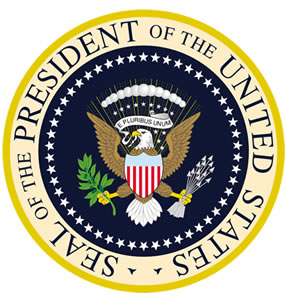 SEAL OF THE PRESIDENT OF THE UNITED STATES
E PLURIBUS UNUM